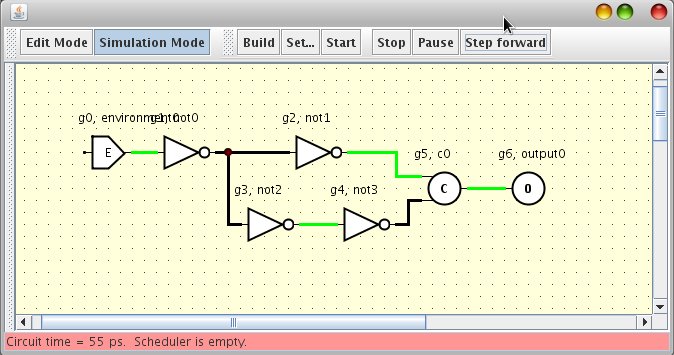 Edit Mode Simulation Mode Build Set... Start Stop Pause Step forward
g0, environment0 g1, not0 g2, not1
E
g5, c0 g6, output0
g3, not2 g4, not3
C O
Circuit time = 55 ps. Scheduler is empty.